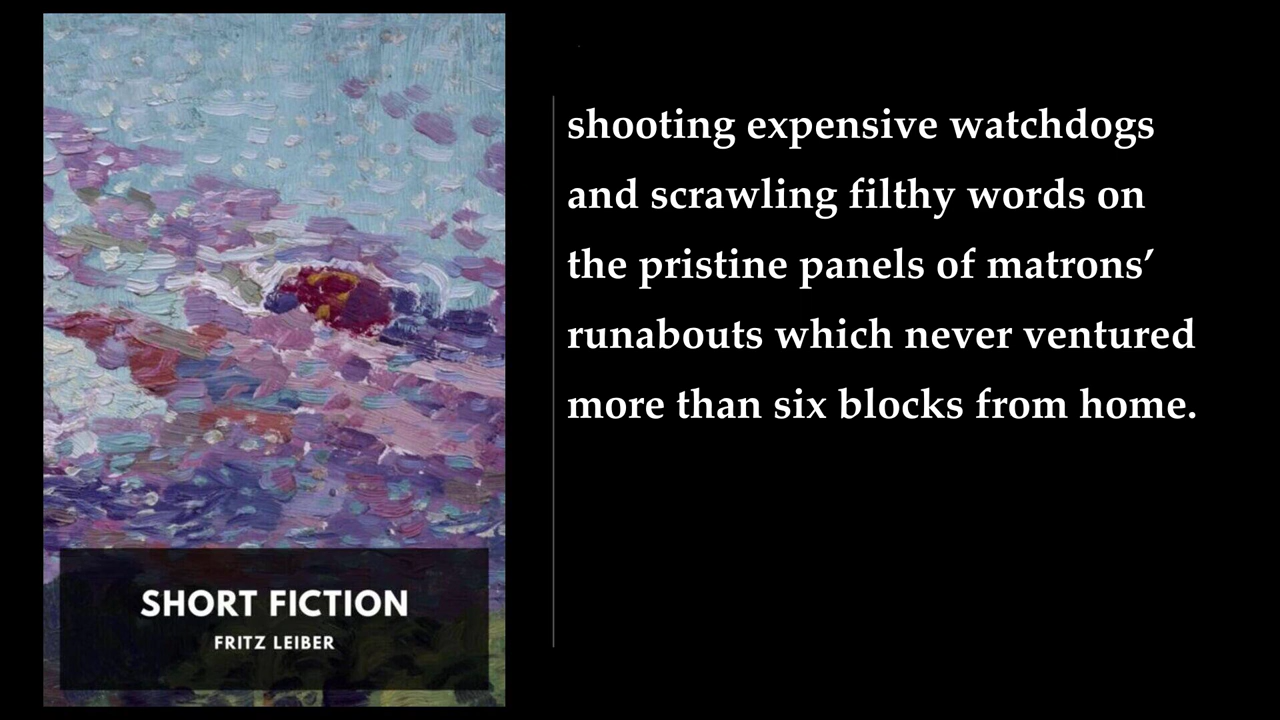 shooting expensive watchdogs
and scrawling filthy words on
the pristine panels of matrons’
runabouts which never ventured
more than six blocks from home.
SHORT FICTION
FRITZ LEIBER